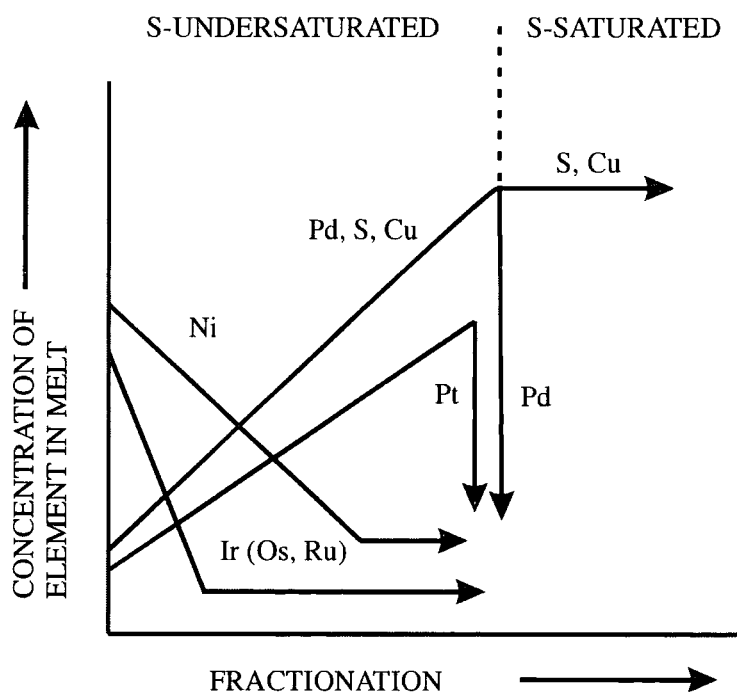 S-UNDERSATURATED
S-SATURATED
S, Cu
Pd, S, Cu
Ni
Pt
Pd
Ir (Os, Ru)
CONCENTRATION OF
ELEMENT IN MELT
FRACTIONATION